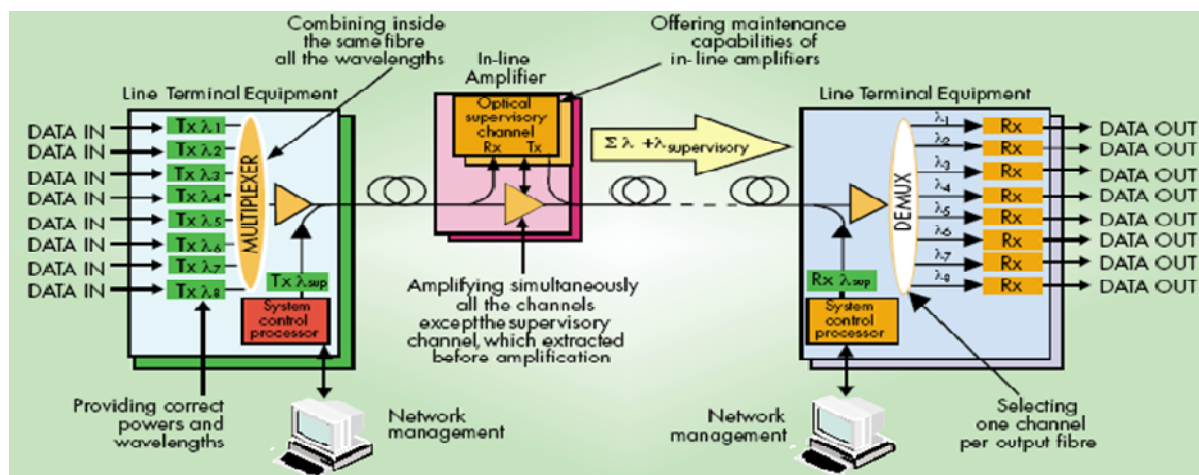 Combining inside
the same fibre
all the wavelengths
Offering maintenance
capabilities of
in-line amplifiers
In-line
Amplifier
Line Terminal Equipment
Line Terminal Equipment
DATA IN
DATA IN
DATA IN
DATA IN
DATA IN
DATA IN
DATA IN
DATA IN
Tx λ1
Tx λ2
Tx λ3
Tx λ4
Tx λ5
Tx λ6
Tx λ7
Tx λ8
MULTIPLEXER
Tx λsup
System
control
processor
Optical
supervisory
channel
Rx Tx
Σ λ +λsupervisory
Amplifying simultaneously
all the channels
except the supervisory
channel, which extracted
before amplification
Rx λsup
System
control
processor
DEMUX
λ1
λ2
λ3
λ4
λ5
λ6
λ7
λ8
Rx
Rx
Rx
Rx
Rx
Rx
Rx
Rx
DATA OUT
DATA OUT
DATA OUT
DATA OUT
DATA OUT
DATA OUT
DATA OUT
DATA OUT
Providing correct
powers and
wavelengths
Network
management
Network
management
Selecting
one channel
per output fibre